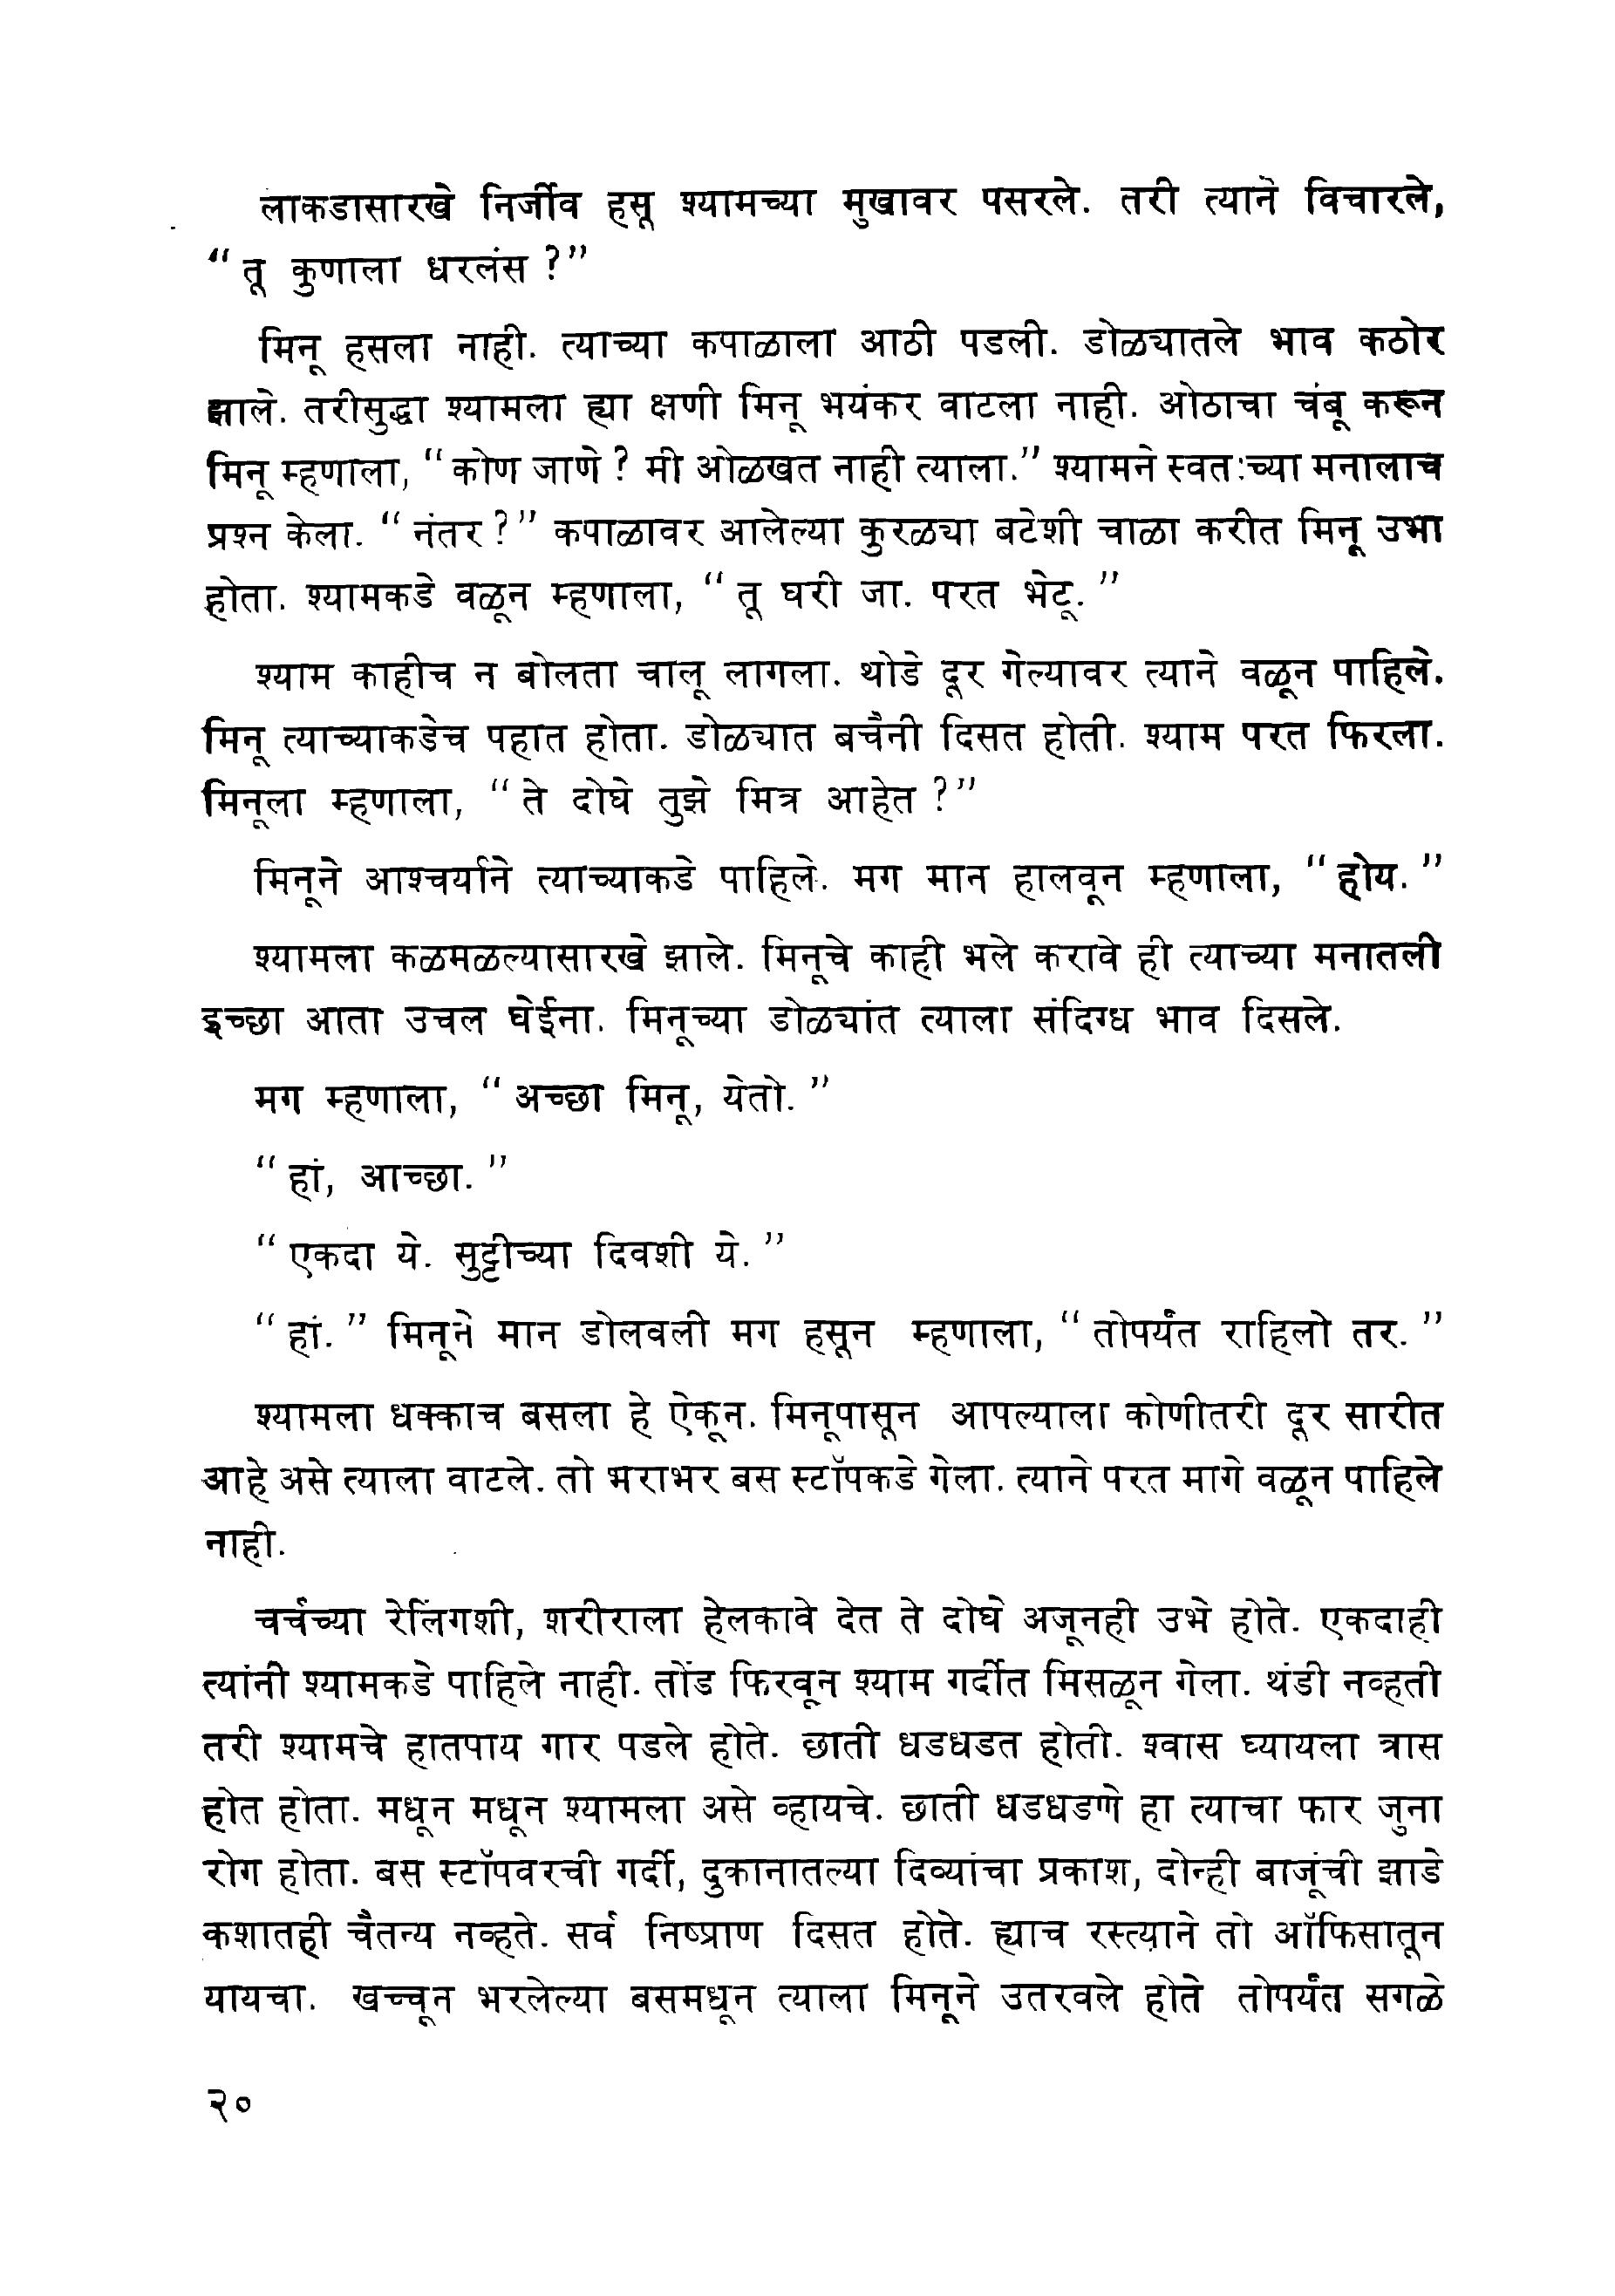 लाकडासारखे निर्जीव हसू श्यामच्या मुखावर पसरले. तरी त्याने विचारले,
“ तू कुणाला धरलंस ?”
मिनू हसला नाही. त्याच्या कपाळाला आठी पडली. डोळ्यातले भाव कठोर
झाले. तरीसुद्धा श्यामला ह्या क्षणी मिनू भयंकर वाटला नाही. ओठाचा चंबू करून
मिनू म्हणाला, “कोण जाणे ? मी ओळखत नाही त्याला.” श्यामने स्वतःच्या मनालाच
प्रश्न केला. “ नंतर ?” कपाळावर आलेल्या कुरळ्या बटेशी चाळा करीत मिनू उभा
होता. श्यामकडे वळून म्हणाला, “ तू घरी जा. परत भेटू. ”
श्याम काहीच न बोलता चालू लागला. थोडे दूर गेल्यावर त्याने वळून पाहिले.
मिनू त्याच्याकडेच पहात होता. डोळ्यात बचैनी दिसत होती. श्याम परत फिरला.
मिनूला म्हणाला, “ ते दोघे तुझे मित्र आहेत ?”
मिनूने आश्चर्याने त्याच्याकडे पाहिले. मग मान हालवून म्हणाला, “ होय. ”
श्यामला कळमळल्यासारखे झाले. मिनूचे काही भले करावे ही त्याच्या मनातली
इच्छा आता उचल घेईना. मिनूच्या डोळ्यांत त्याला संदिग्ध भाव दिसले.
मग म्हणाला, “ अच्छा मिनू, येतो. ”
“ हां, आच्छा. ”
“ एकदा ये. सुट्टीच्या दिवशी ये. ”
“ हां. ” मिनूने मान डोलवली मग हसून म्हणाला, “ तोपर्यंत राहिलो तर. ”
श्यामला धक्काच बसला हे ऐकून. मिनूपासून आपल्याला कोणीतरी दूर सारीत
आहे असे त्याला वाटले. तो भराभर बस स्टॉपकडे गेला. त्याने परत मागे वळून पाहिले
नाही.
चर्चच्या रेलिंगशी, शरीराला हेलकावे देत ते दोघे अजूनही उभे होते. एकदाही
त्यांनी श्यामकडे पाहिले नाही. तोंड फिरवून श्याम गर्दीत मिसळून गेला. थंडी नव्हती
तरी श्यामचे हातपाय गार पडले होते. छाती धडधडत होती. श्वास घ्यायला त्रास
होत होता. मधून मधून श्यामला असे व्हायचे. छाती धडधडणे हा त्याचा फार जुना
रोग होता. बस स्टॉपवरची गर्दी, दुकानातल्या दिव्यांचा प्रकाश, दोन्ही बाजूंची झाडे
कशातही चैतन्य नव्हते. सर्व निष्प्राण दिसत होते. ह्याच रस्त्याने तो ऑफिसातून
यायचा. खच्चून भरलेल्या बसमधून त्याला मिनूने उतरवले होते तोपर्यंत सगळे
२०